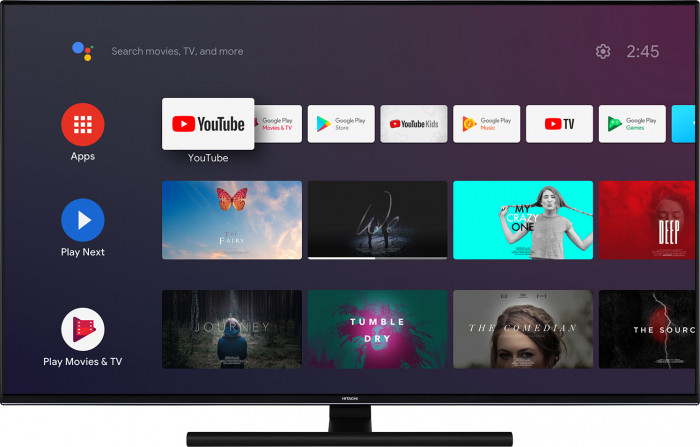 Search movies, TV, and more
2:45
Apps
YouTube
Google Play
Movies & TV
Google Play
Store
YouTube Kids
Google Play
Music
TV
Google Play
Games
YouTube
Play Next
THE
FAIRY
We
MY
CRAZY
ONE
DEEP
Play Movies & TV
JOURNEY
TUMBLE
DRY
THE COMEDIAN
THE SOURC
HITACHI